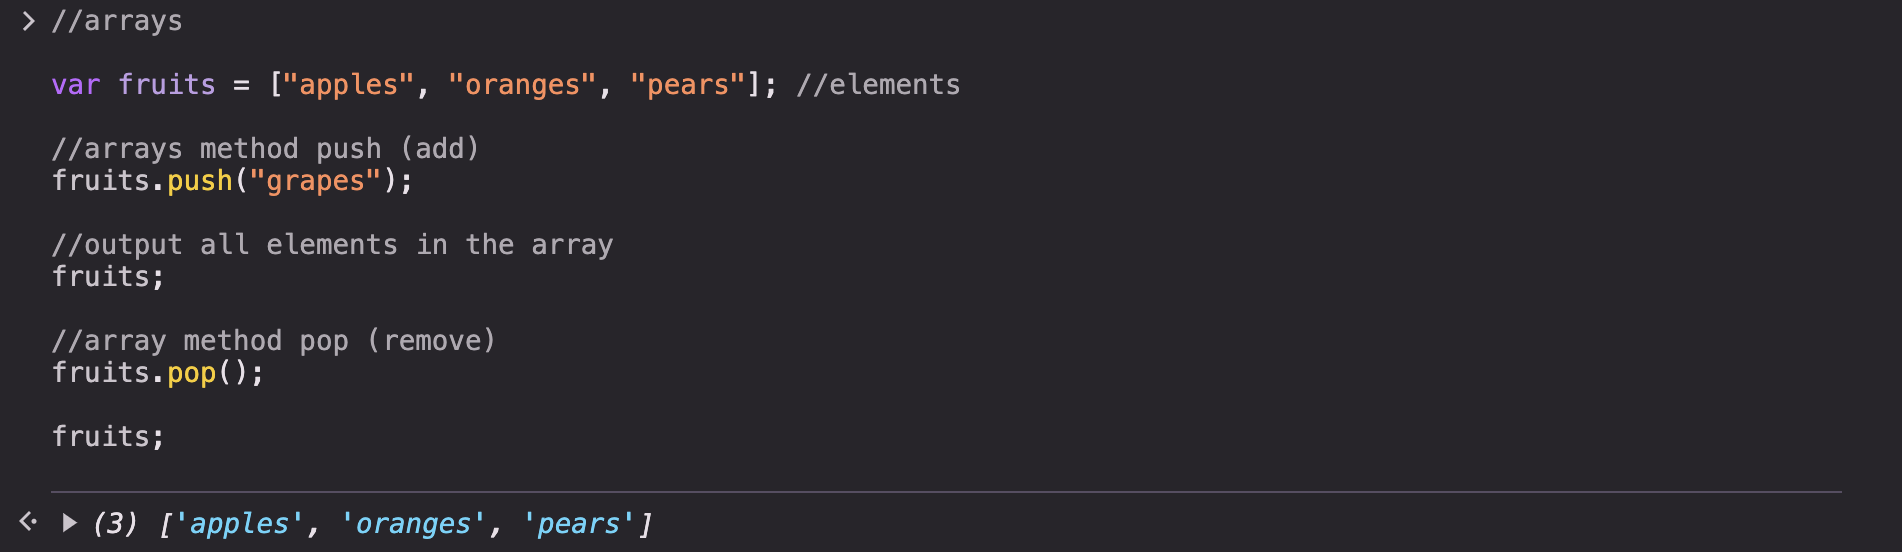 > //arrays
var fruits = ["apples", "oranges", "pears"]; //elements
//arrays method push (add)
fruits.push("grapes");
//output all elements in the array
fruits;
//array method pop (remove)
fruits.pop();
fruits;
(3) ['apples', 'oranges', 'pears']